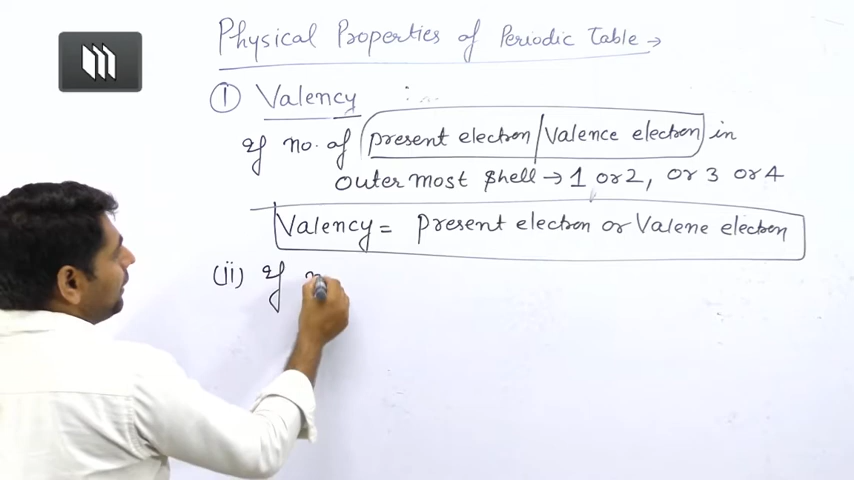 Physical Properties of Periodic Table →
① Valency :...
If no. of present electron/Valence electron in
outer most shell → 1 or 2, or 3 or 4
Valency = Present electron or Valene electron
(ii) If n